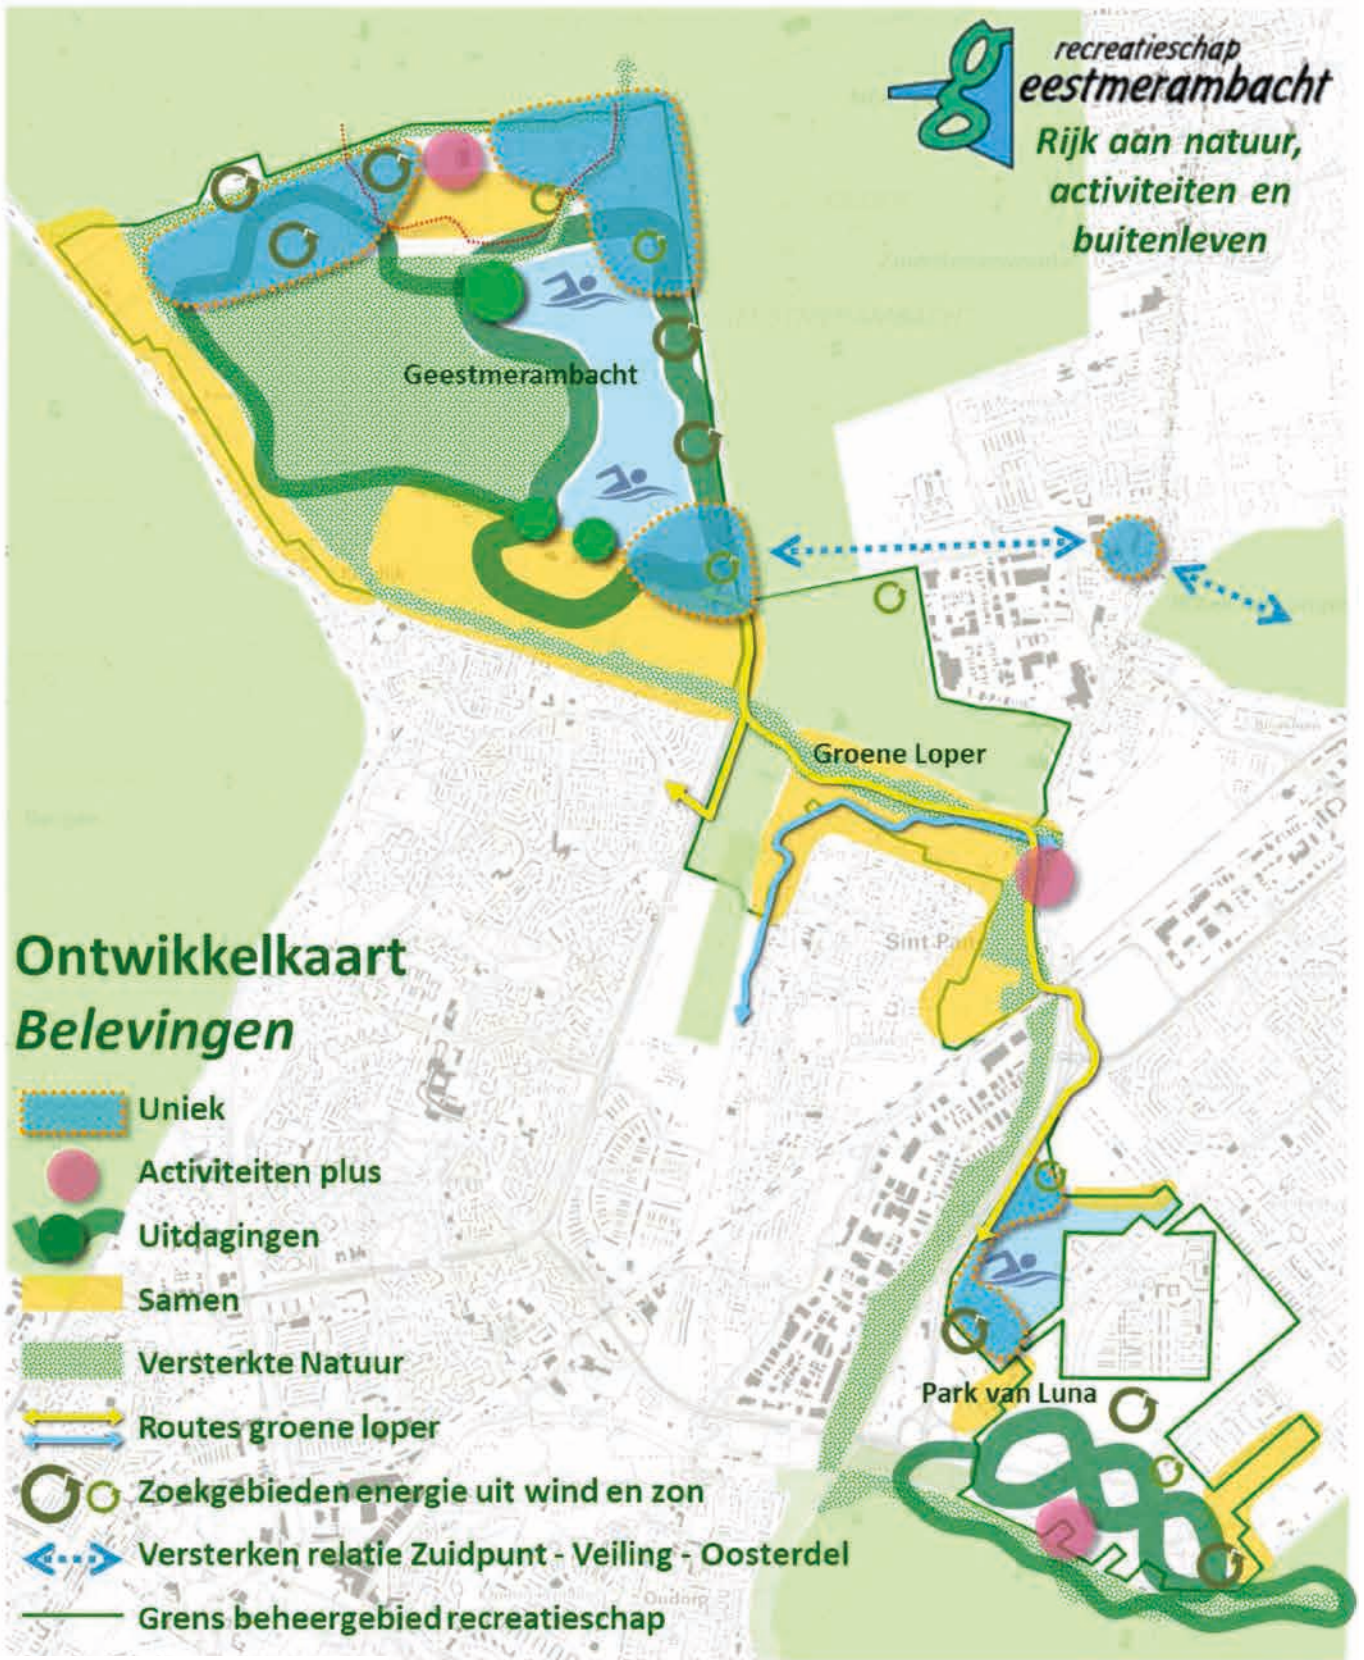 recreatieschap
geestmerambacht
Rijk aan natuur,
activiteiten en
buitenleven
Geestmerambacht
Groene Loper
Sint Pan
Ontwikkelkaart
Belevingen
Uniek
Activiteiten plus
Uitdagingen
Samen
Versterkte Natuur
Routes groene loper
Zoekgebieden energie uit wind en zon
Versterken relatie Zuidpunt - Veiling - Oosterdel
Grens beheergebied recreatieschap
Park van Luna
Oudorp